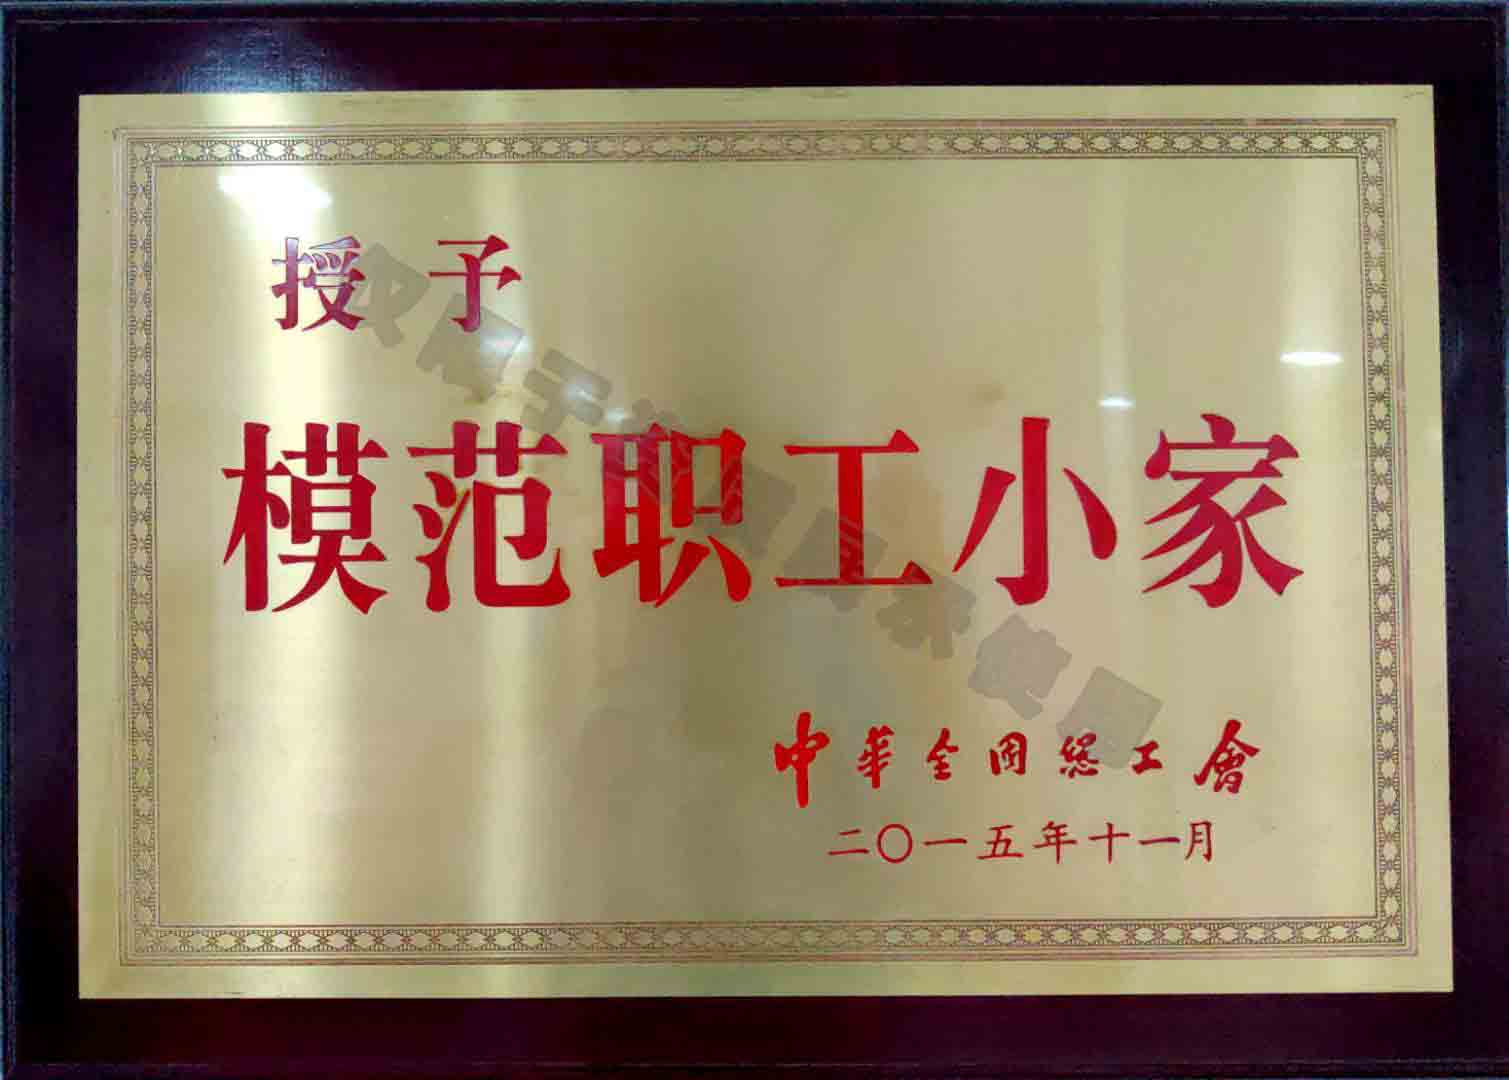 授予
模范职工小家
中华全国总工會
二〇一五年十一月